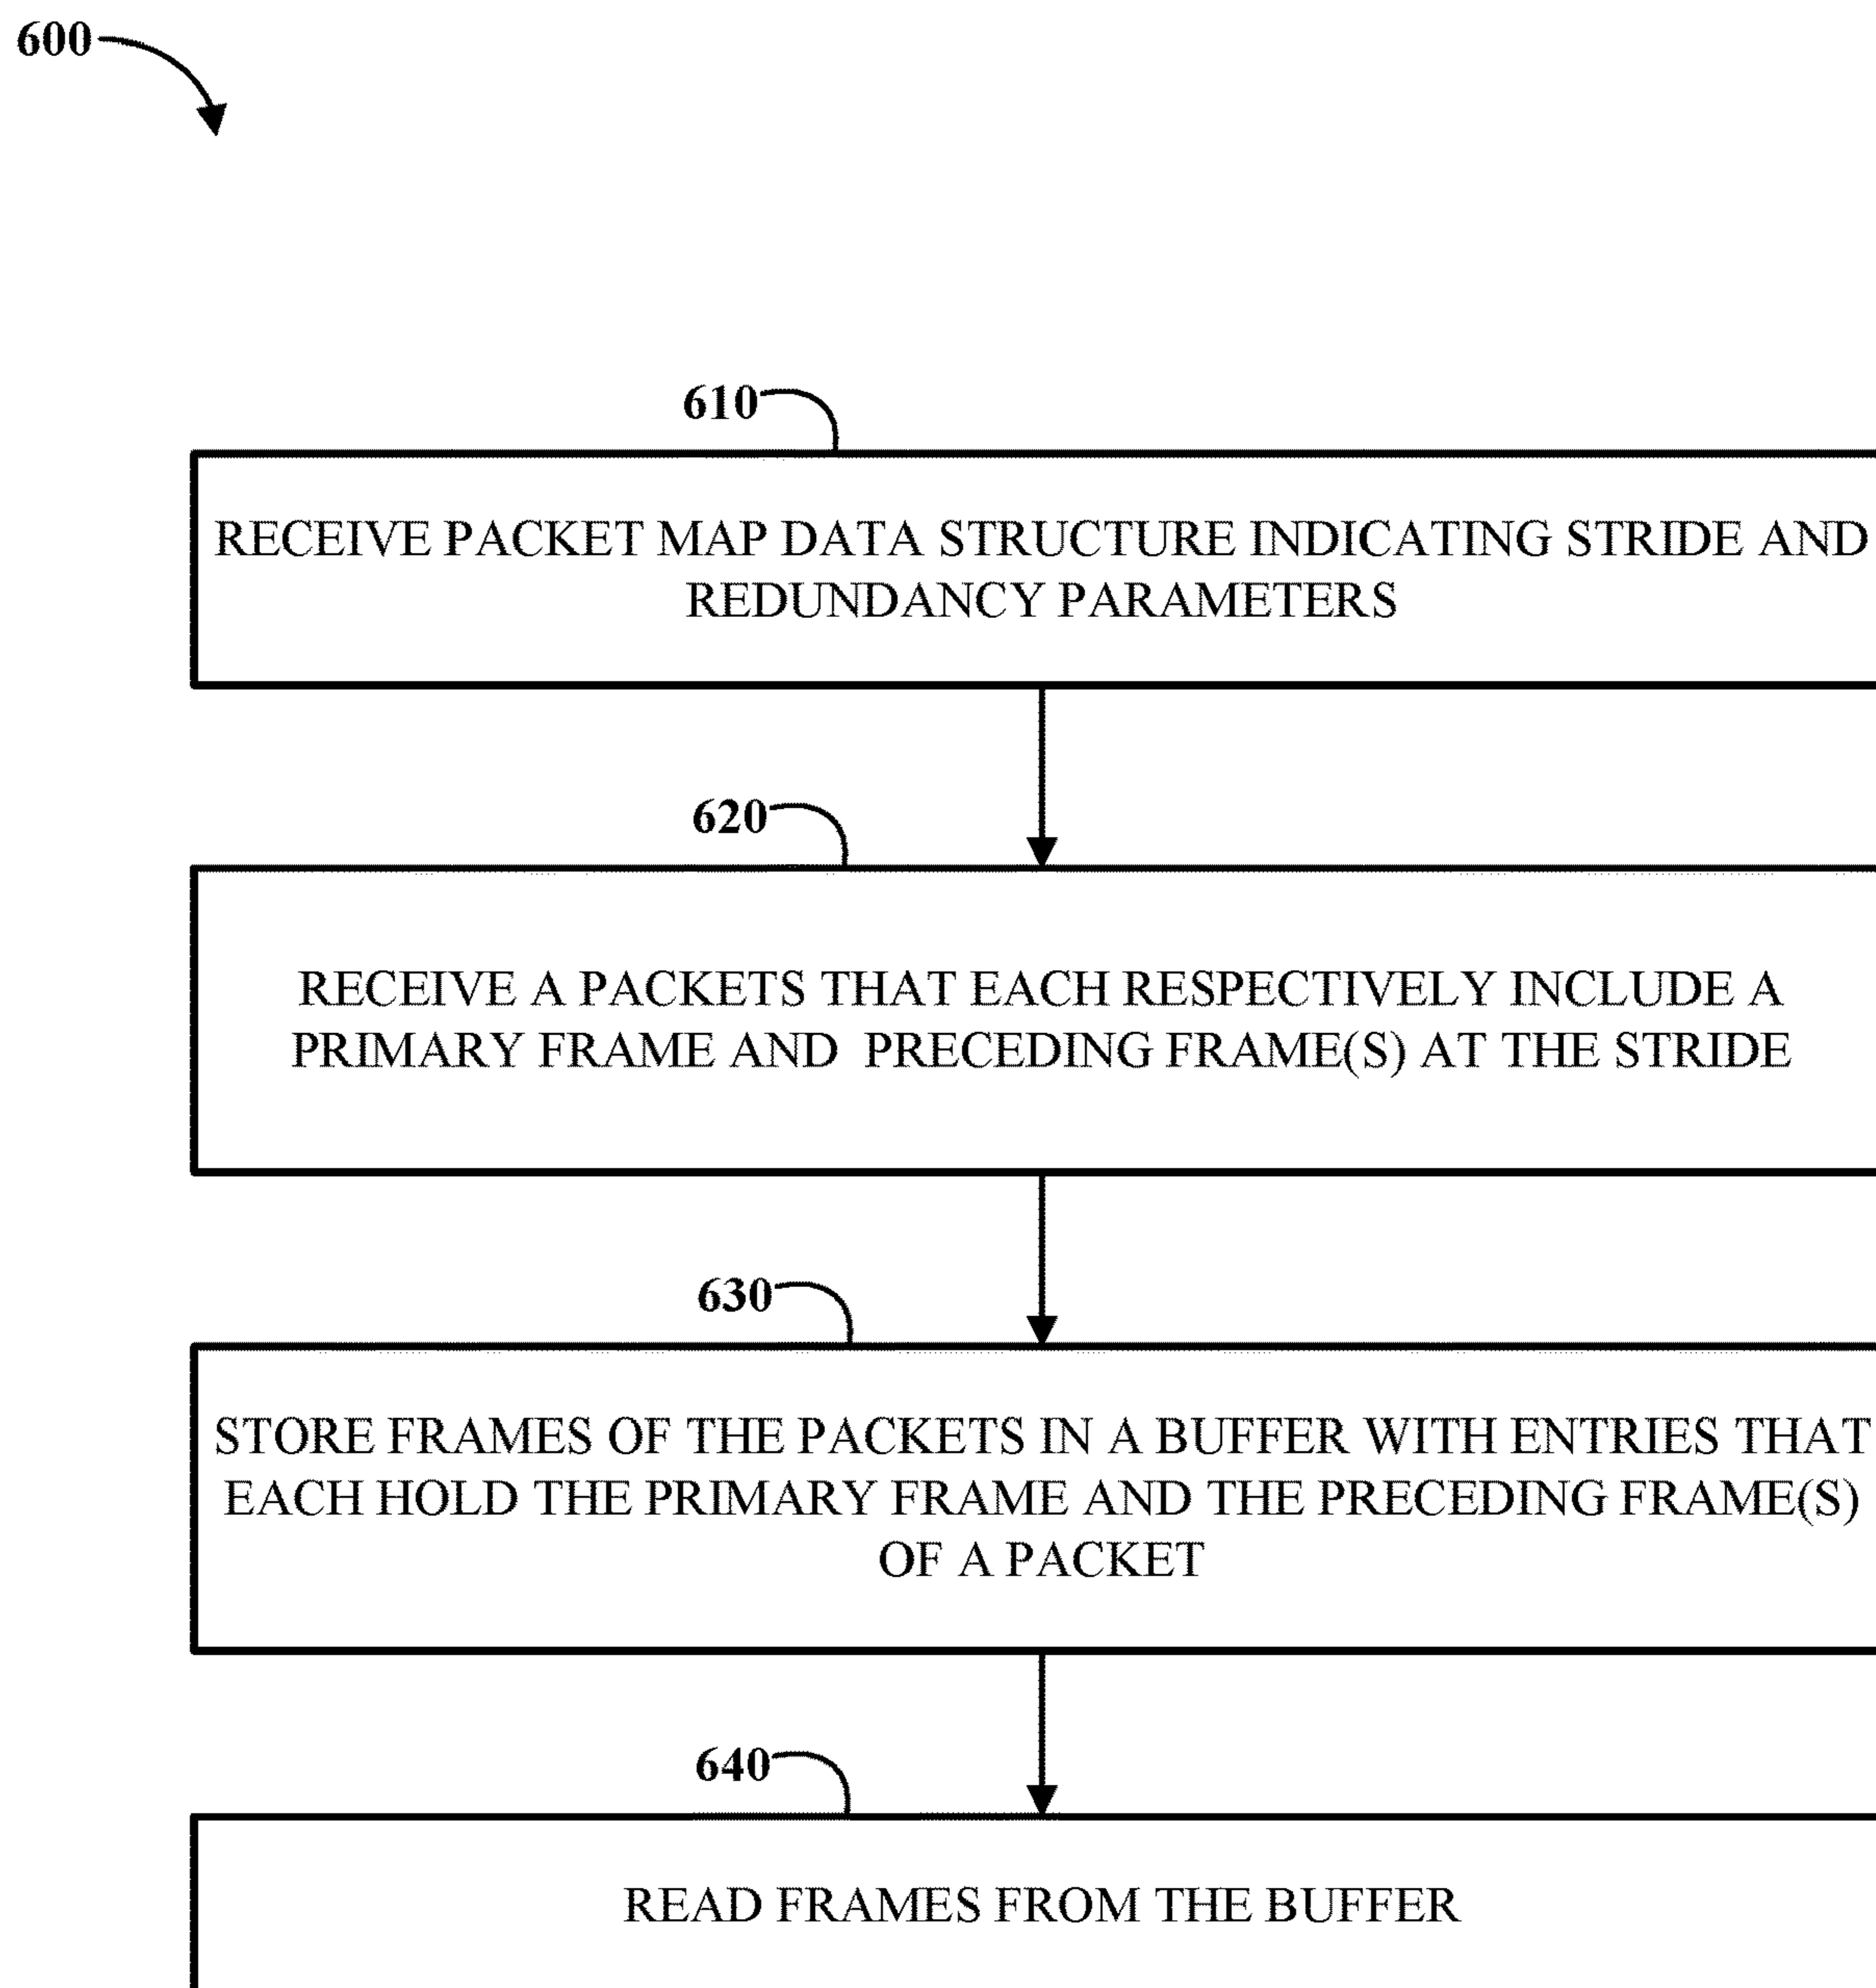 600
610
RECEIVE PACKET MAP DATA STRUCTURE INDICATING STRIDE AND
REDUNDANCY PARAMETERS
620
RECEIVE A PACKETS THAT EACH RESPECTIVELY INCLUDE A
PRIMARY FRAME AND PRECEDING FRAME(S) AT THE STRIDE
630
STORE FRAMES OF THE PACKETS IN A BUFFER WITH ENTRIES THAT
EACH HOLD THE PRIMARY FRAME AND THE PRECEDING FRAME(S)
OF A PACKET
640
READ FRAMES FROM THE BUFFER